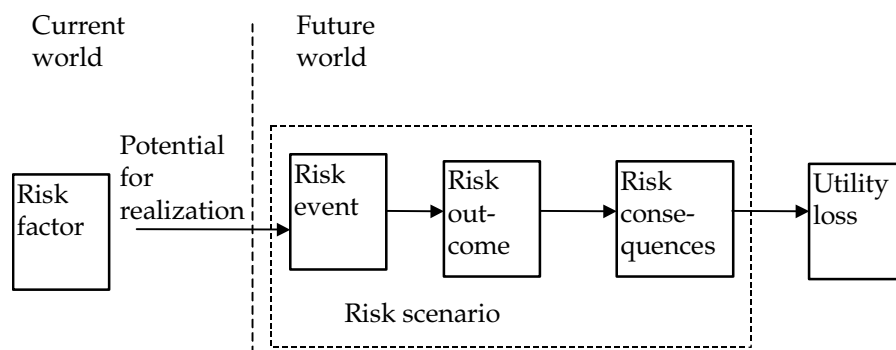 Current
world
Future
world
Potential
for
realization
Risk
factor
Risk
event
Risk
out-
come
Risk
conse-
quences
Utility
loss
Risk scenario